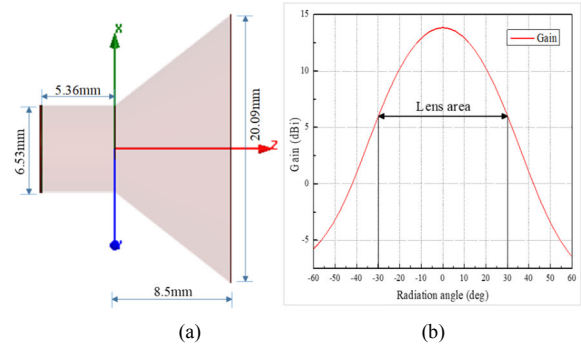 X
5.36mm
6.53mm
Z
20.09mm
Y
8.5mm
(a)
15
10
5
0
-5
Gain (dBi)
Gain
Lens area
-60 -50 -40 -30 -20 -10 0 10 20 30 40 50 60
Radiation angle (deg)
(b)